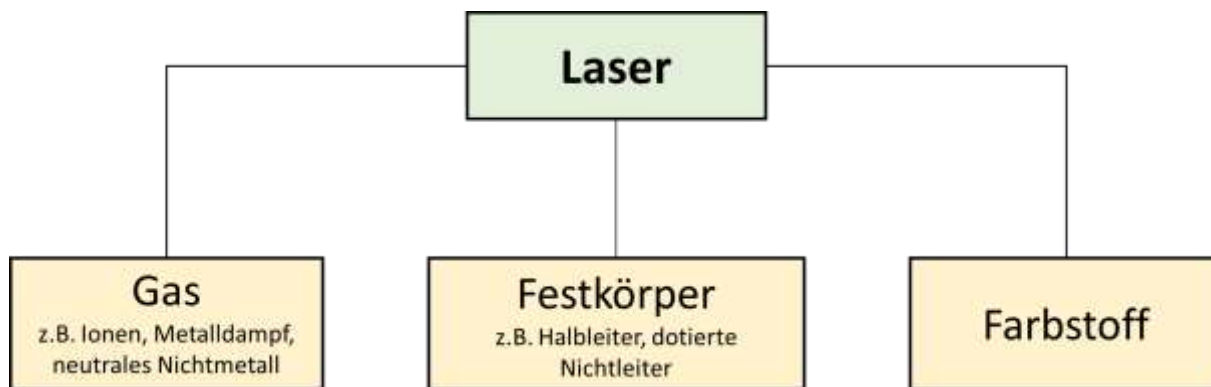 Laser
Gas
z.B. Ionen, Metalldampf,
neutrales Nichtmetall
Festkörper
z.B. Halbleiter, dotierte
Nichtleiter
Farbstoff